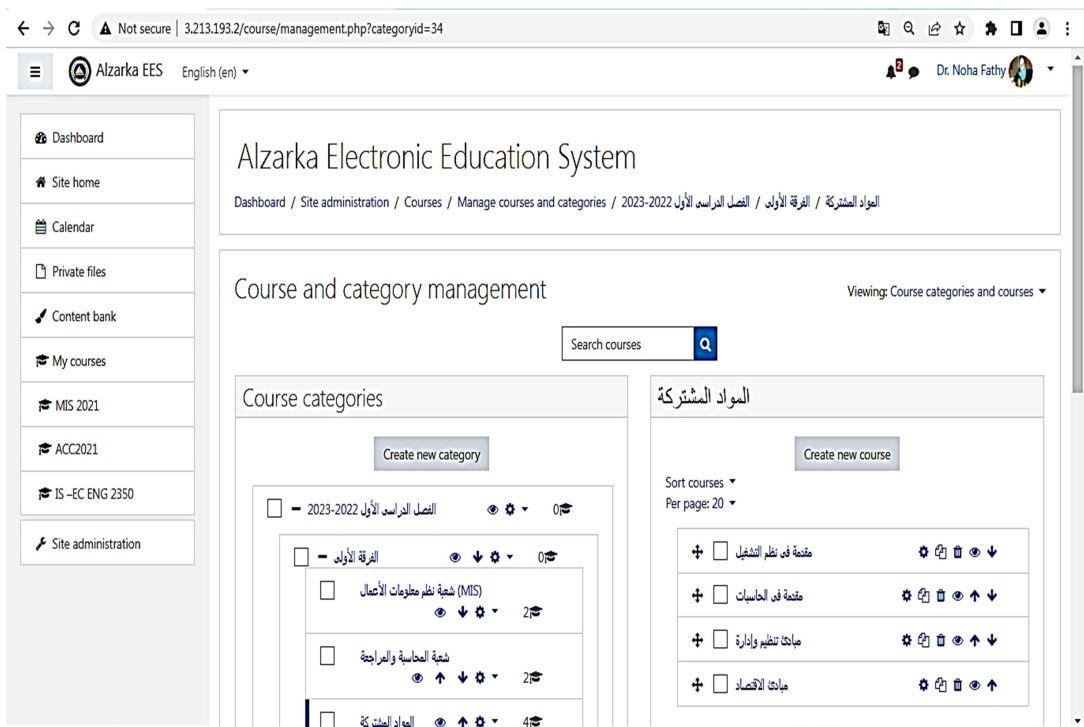 Not secure | 3.213.193.2/course/management.php?categoryid=34
Alzarka EES English (en)
2 Dr. Noha Fathy
Dashboard
Site home
Calendar
Private files
Content bank
My courses
MIS 2021
ACC2021
IS –EC ENG 2350
Site administration
Alzarka Electronic Education System
Dashboard / Site administration / Courses / Manage courses and categories / الفصل الدراسى الأول 2022-2023 / الفرقة الأولى / المواد المشتركة
Course and category management
Viewing: Course categories and courses
Search courses
Course categories
Create new category
الفصل الدراسى الأول 2022-2023 0
الفرقة الأولى 0
شعبة نظم معلومات الأعمال (MIS)
2
شعبة المحاسبة والمراجعة
2
المواد المشتركة 4
المواد المشتركة
Create new course
Sort courses
Per page: 20
مقدمة فى نظم التشغيل
مقدمة فى الحاسبات
مبادئ تنظيم وإدارة
مبادئ الاقتصاد